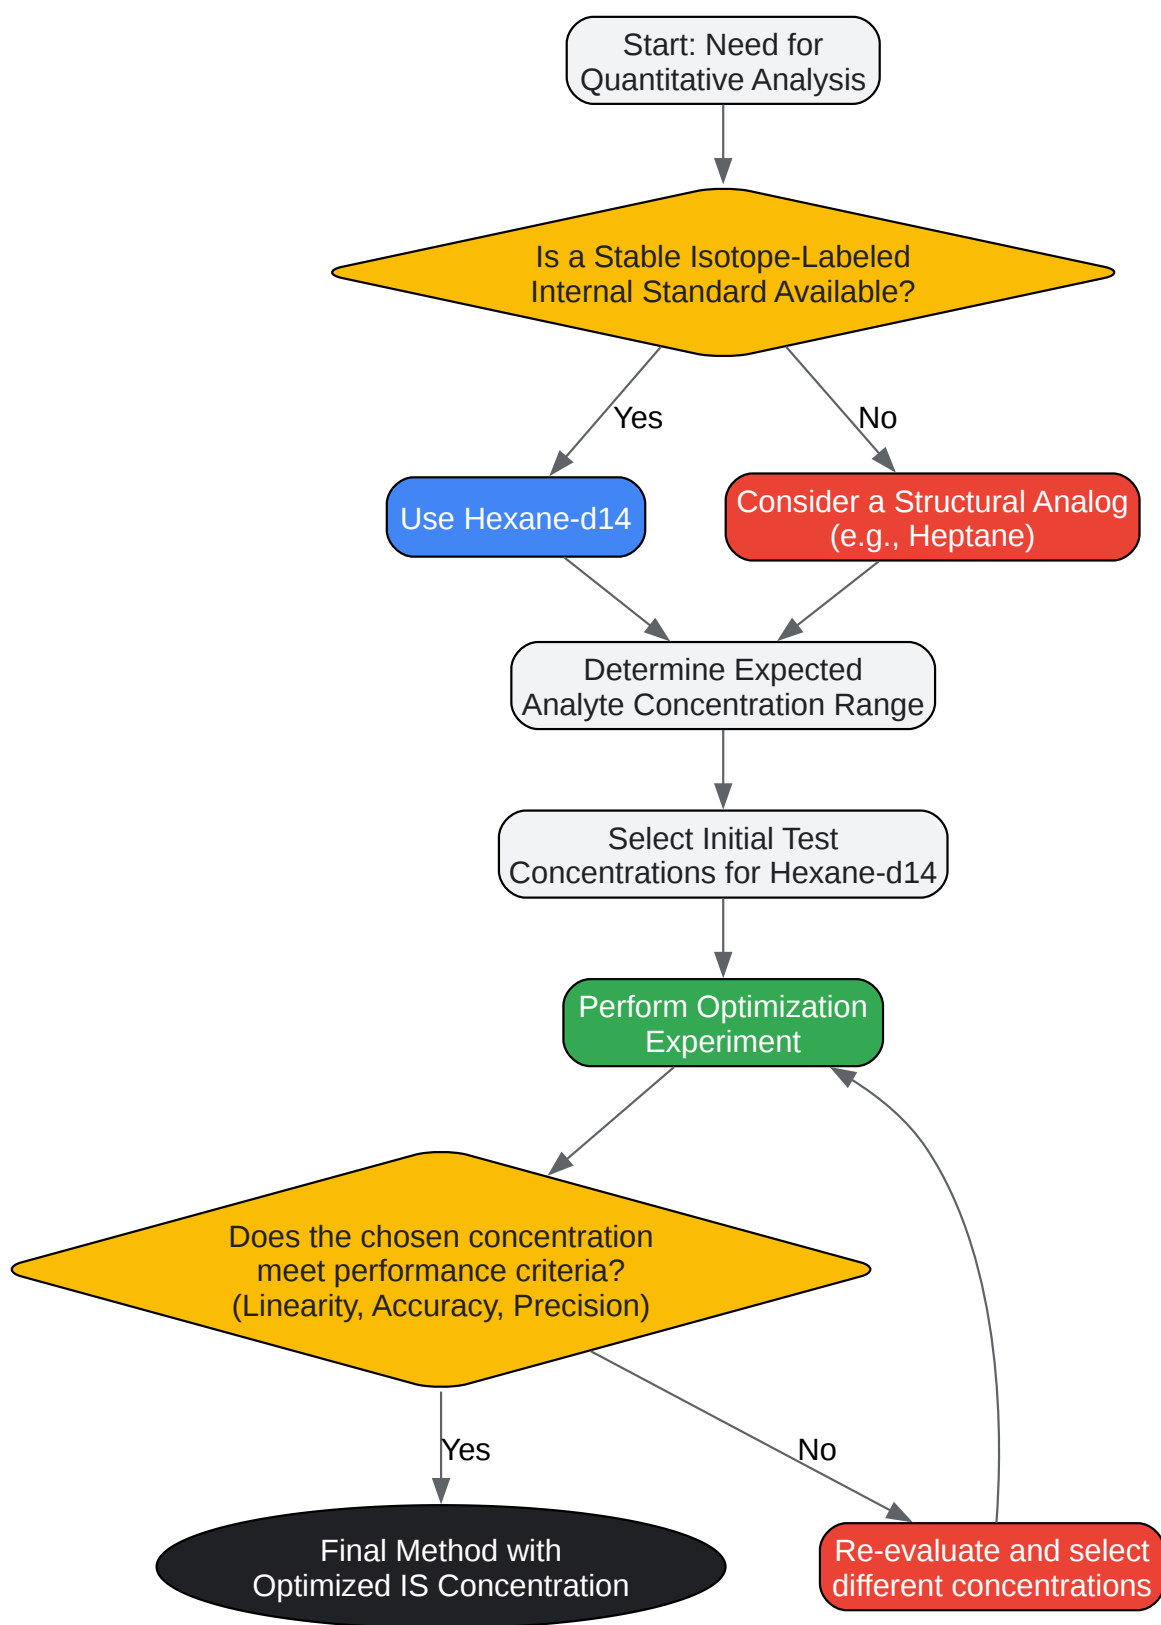 Start: Need for
Quantitative Analysis
Is a Stable Isotope-Labeled
Internal Standard Available?
Yes
No
Use Hexane-d14
Consider a Structural Analog
(e.g., Heptane)
Determine Expected
Analyte Concentration Range
Select Initial Test
Concentrations for Hexane-d14
Perform Optimization
Experiment
Does the chosen concentration
meet performance criteria?
(Linearity, Accuracy, Precision)
Yes
No
Final Method with
Optimized IS Concentration
Re-evaluate and select
different concentrations